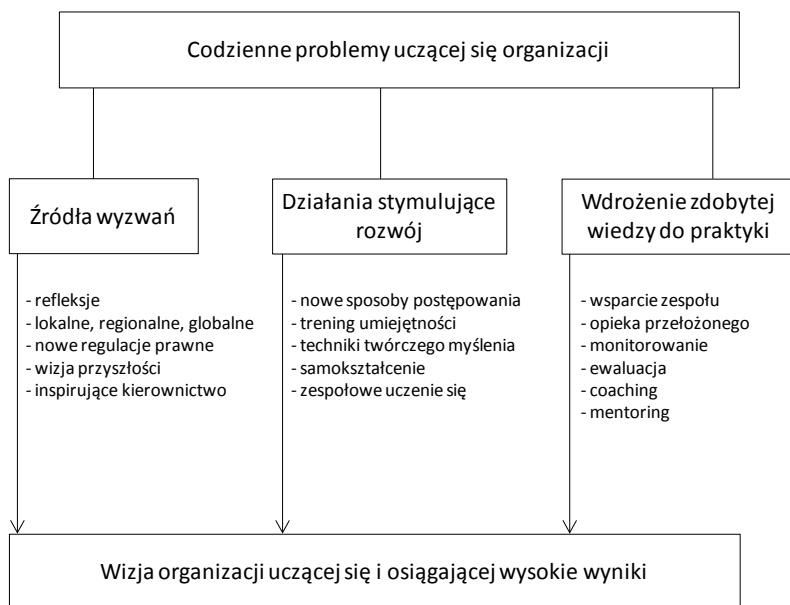 Codzienne problemy uczącej się organizacji
Źródła wyzwań
Działania stymulujące
rozwój
Wdrożenie zdobytej
wiedzy do praktyki
- refleksje
- lokalne, regionalne, globalne
- nowe regulacje prawne
- wizja przyszłości
- inspirujące kierownictwo
- nowe sposoby postępowania
- trening umiejętności
- techniki twórczego myślenia
- samokształcenie
- zespołowe uczenie się
- wsparcie zespołu
- opieka przełożonego
- monitorowanie
- ewaluacja
- coaching
- mentoring
Wizja organizacji uczącej się i osiągającej wysokie wyniki